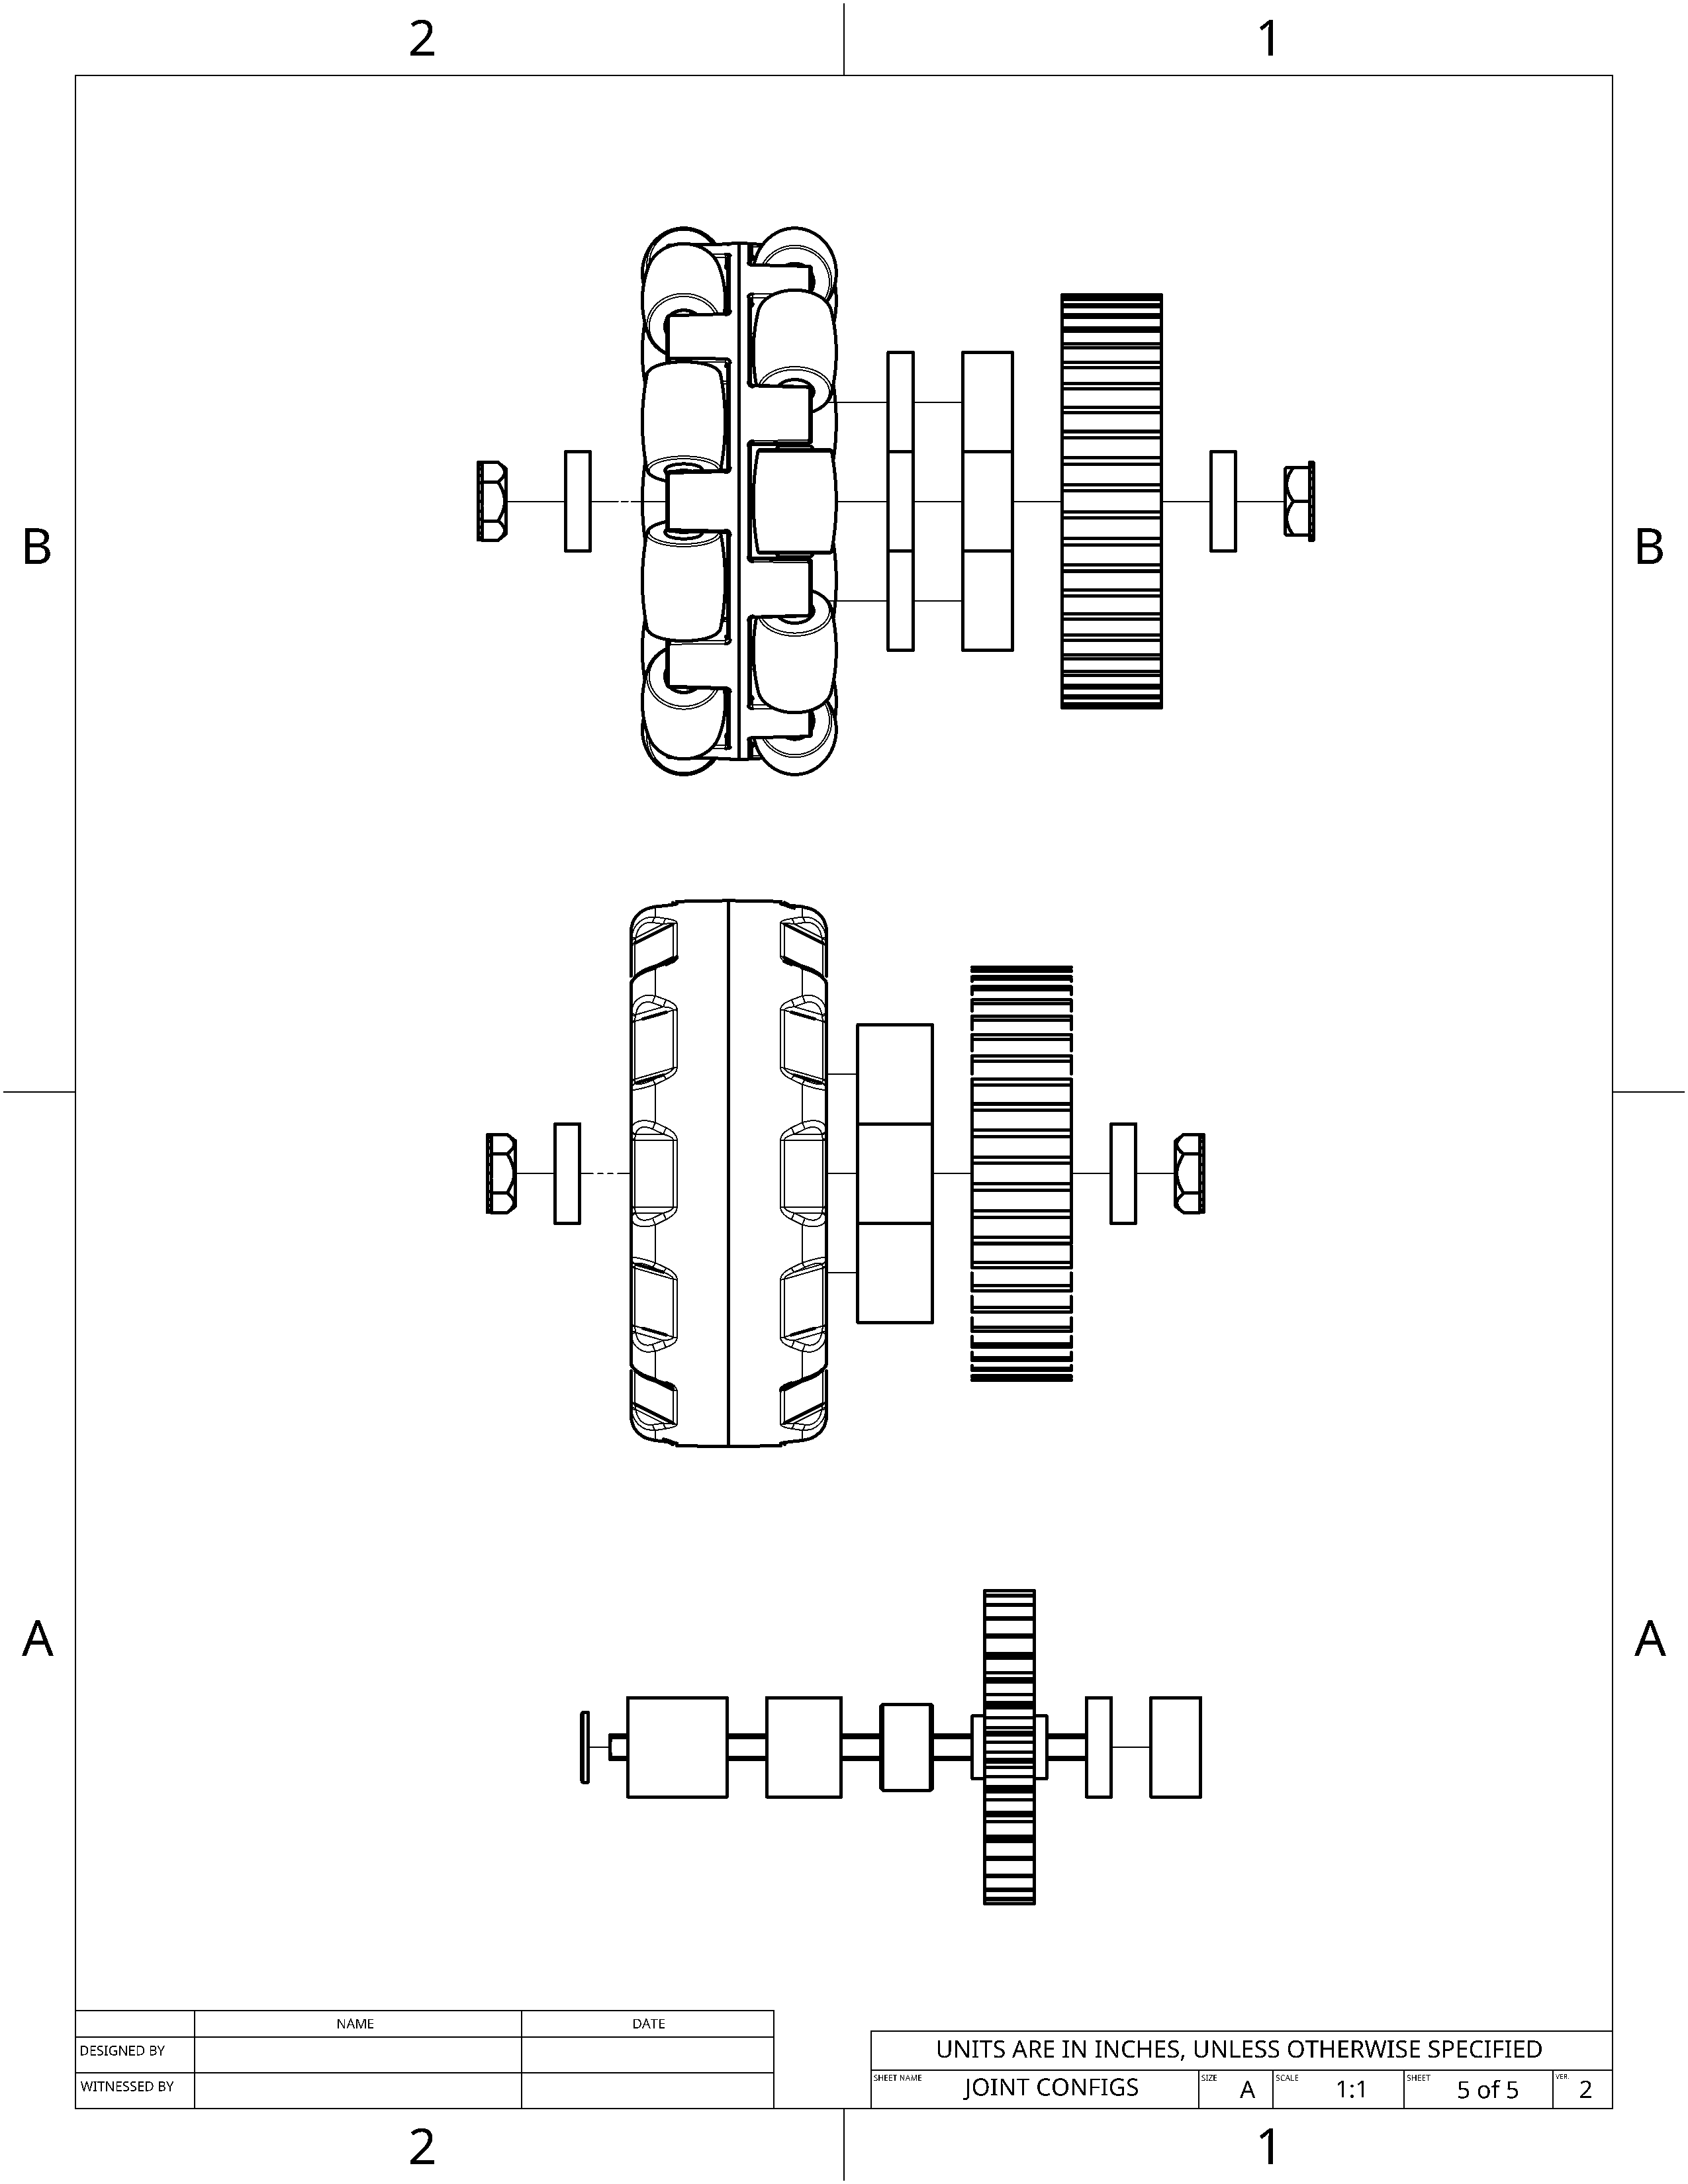 2 1
B B
A A
NAME DATE
DESIGNED BY
WITNESSED BY
UNITS ARE IN INCHES, UNLESS OTHERWISE SPECIFIED
SHEET NAME JOINT CONFIGS SIZE A SCALE 1:1 SHEET 5 of 5 VER. 2
2 1